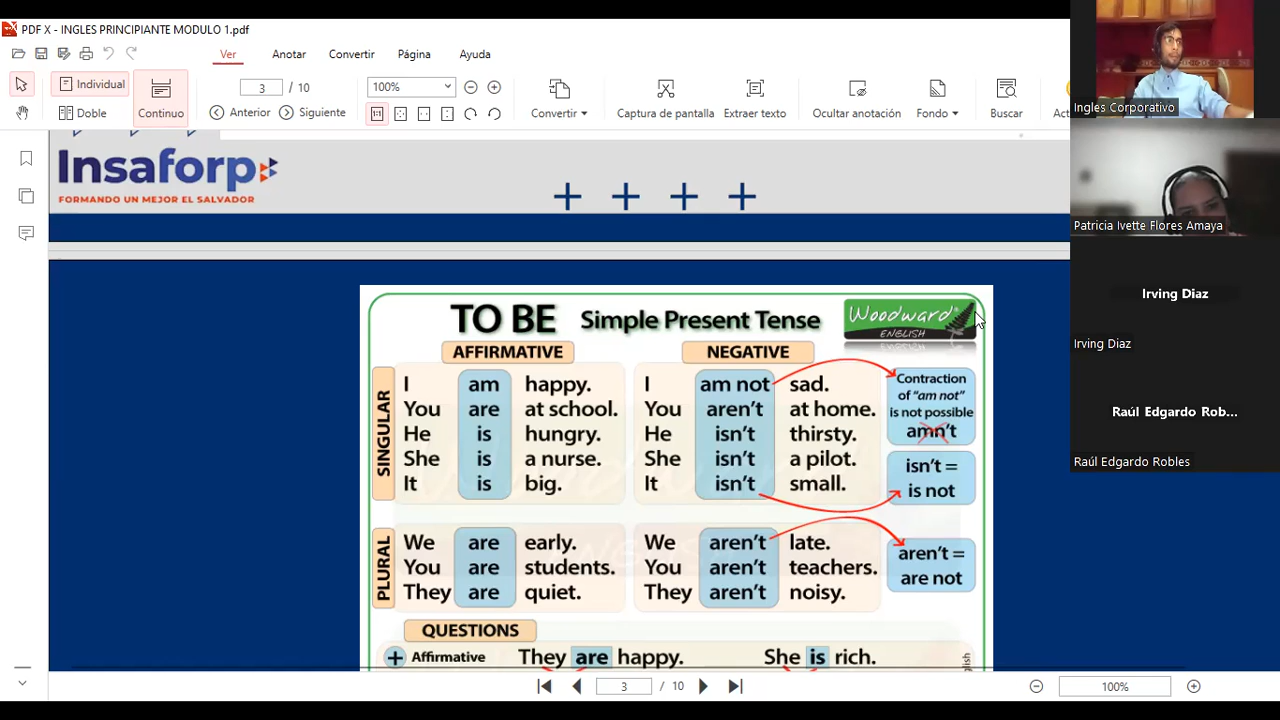 PDF X - INGLES PRINCIPIANTE MODULO 1.pdf
Ver Anotar Convertir Página Ayuda
Individual
Doble
Continuo
3 / 10
Anterior Siguiente
100%
Convertir
Captura de pantalla
Extraer texto
Ocultar anotación
Fondo
Buscar
Ingles Corporativo
Patricia Ivette Flores Amaya
Irving Diaz
Irving Diaz
Raúl Edgardo Rob...
Raúl Edgardo Robles
Insaforp
FORMANDO UN MEJOR EL SALVADOR
TO BE Simple Present Tense
Woodward®
ENGLISH
AFFIRMATIVE NEGATIVE
SINGULAR
I am happy. I am not sad.
You are at school. You aren't at home.
He is hungry. He isn't thirsty.
She is a nurse. She isn't a pilot.
It is big. It isn't small.
Contraction
of "am not"
is not possible
amn't
isn't =
is not
PLURAL
We are early. We aren't late.
You are students. You aren't teachers.
They are quiet. They aren't noisy.
aren't =
are not
QUESTIONS
+ Affirmative They are happy. She is rich.
3 / 10
100%